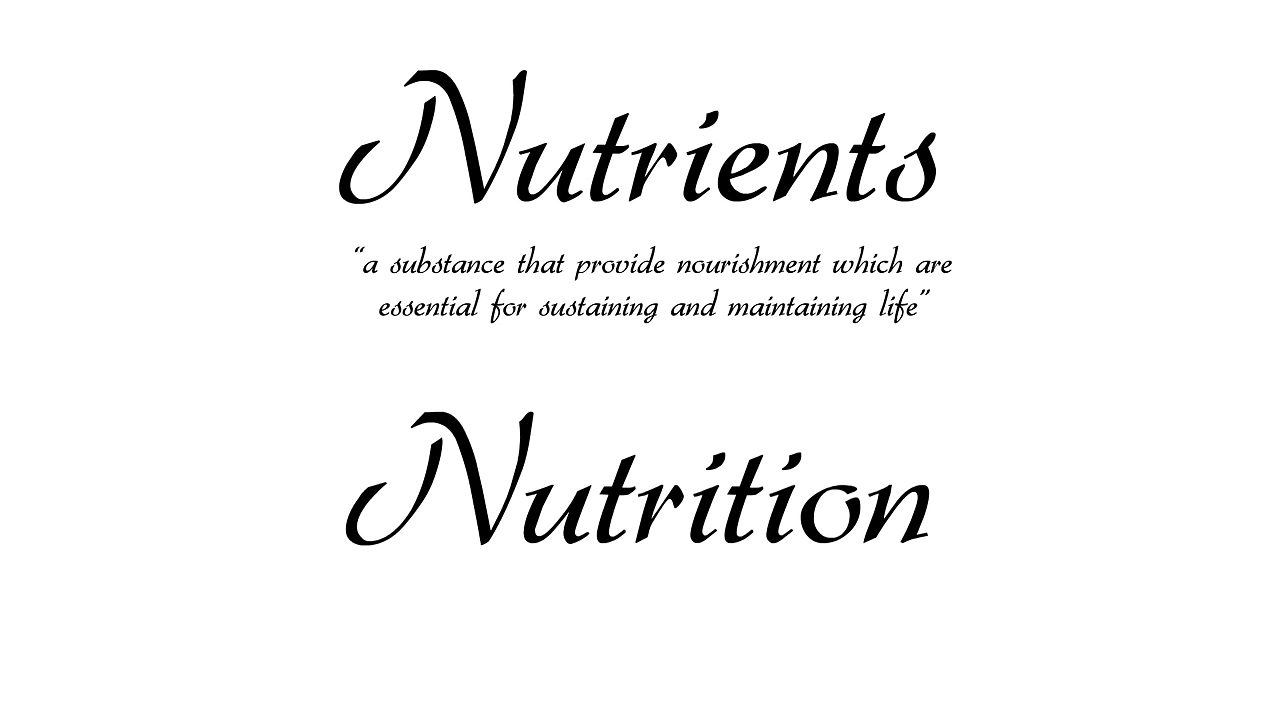 Nutrients
“a substance that provide nourishment which are
essential for sustaining and maintaining life”
Nutrition